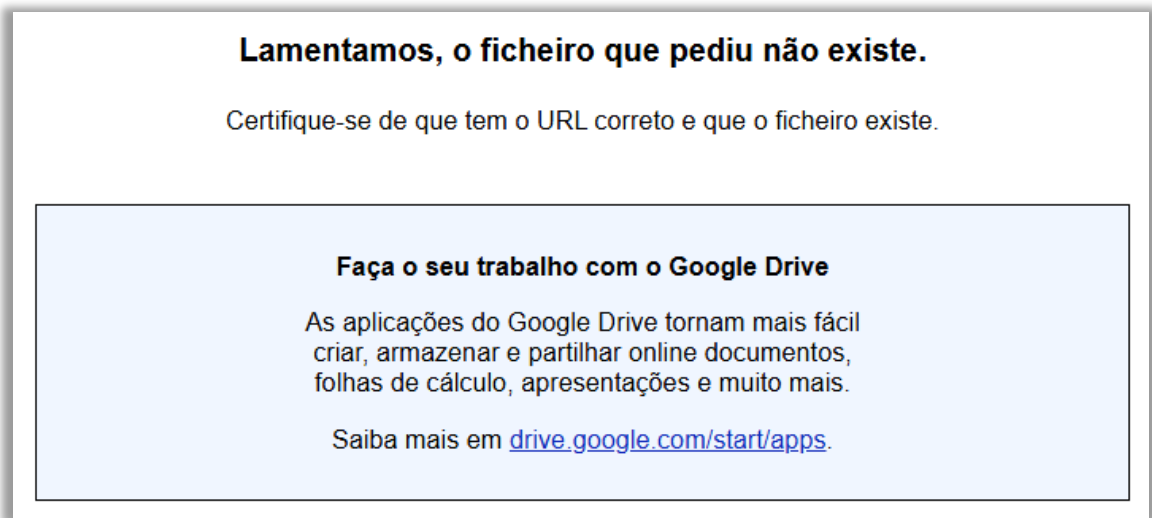 Lamentamos, o ficheiro que pediu não existe.
Certifique-se de que tem o URL correto e que o ficheiro existe.
Faça o seu trabalho com o Google Drive
As aplicações do Google Drive tornam mais fácil
criar, armazenar e partilhar online documentos,
folhas de cálculo, apresentações e muito mais.
Saiba mais em drive.google.com/start/apps.